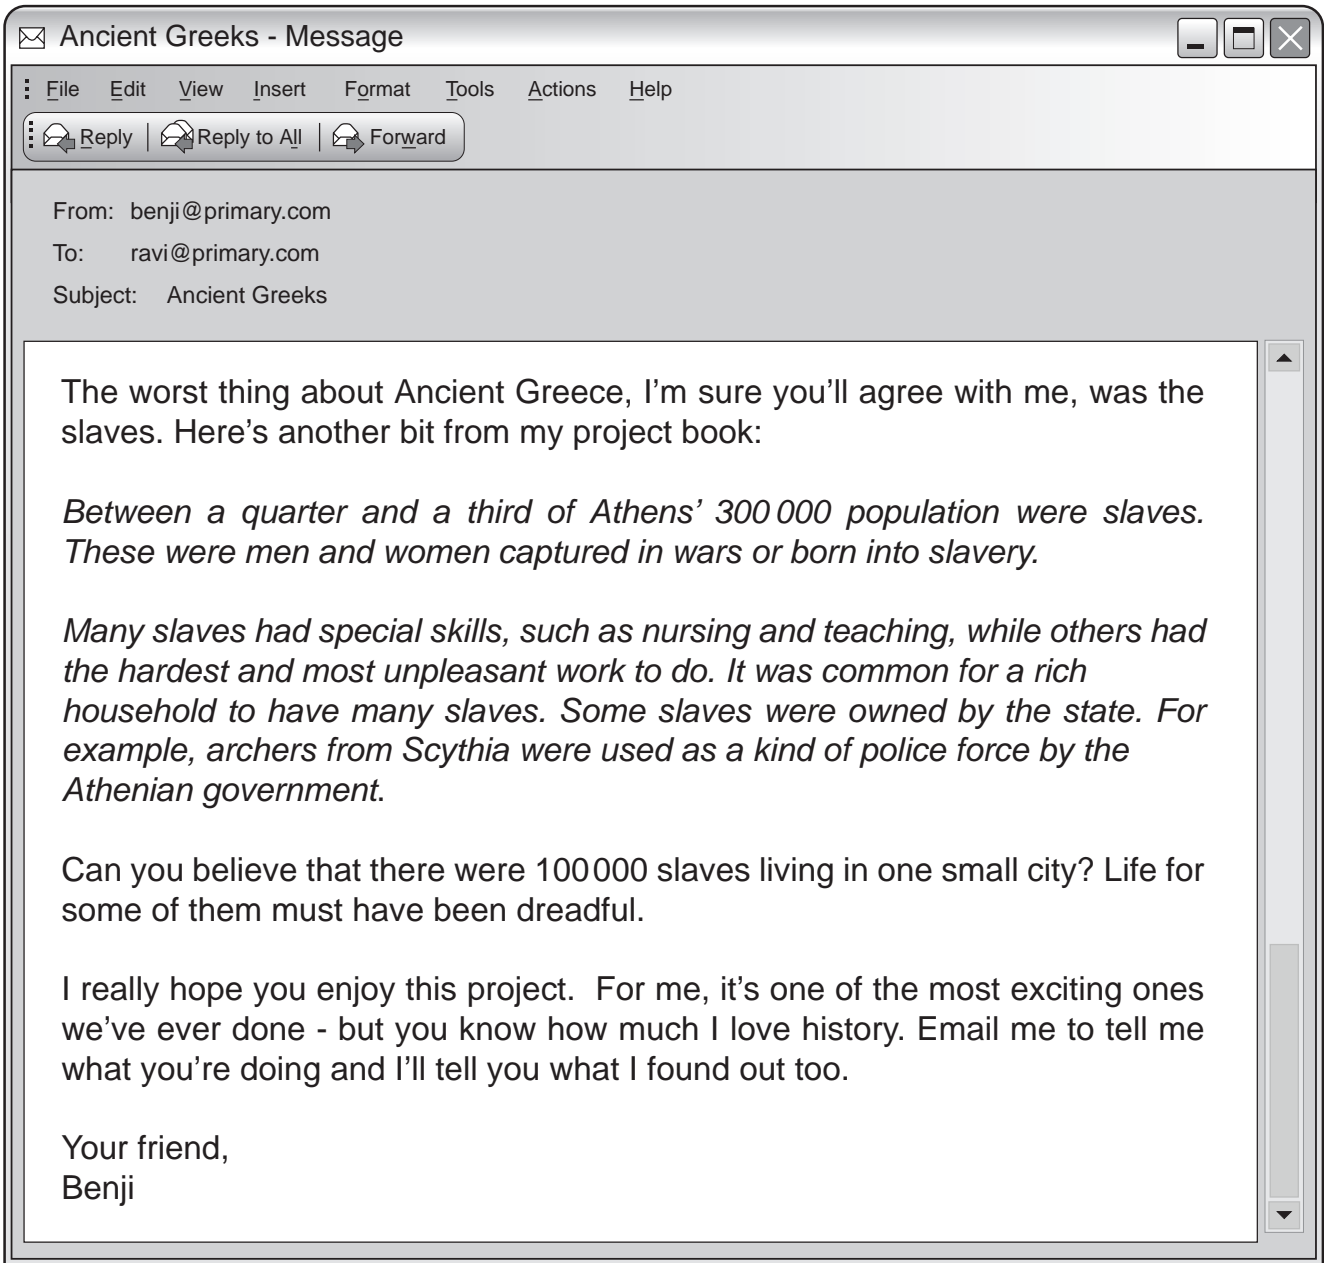 Ancient Greeks - Message
File Edit View Insert Format Tools Actions Help
Reply Reply to All Forward
From: benji@primary.com
To: ravi@primary.com
Subject: Ancient Greeks
The worst thing about Ancient Greece, I’m sure you’ll agree with me, was the
slaves. Here’s another bit from my project book:
Between a quarter and a third of Athens’ 300 000 population were slaves.
These were men and women captured in wars or born into slavery.
Many slaves had special skills, such as nursing and teaching, while others had
the hardest and most unpleasant work to do. It was common for a rich
household to have many slaves. Some slaves were owned by the state. For
example, archers from Scythia were used as a kind of police force by the
Athenian government.
Can you believe that there were 100 000 slaves living in one small city? Life for
some of them must have been dreadful.
I really hope you enjoy this project.  For me, it’s one of the most exciting ones
we’ve ever done - but you know how much I love history. Email me to tell me
what you’re doing and I’ll tell you what I found out too.
Your friend,
Benji